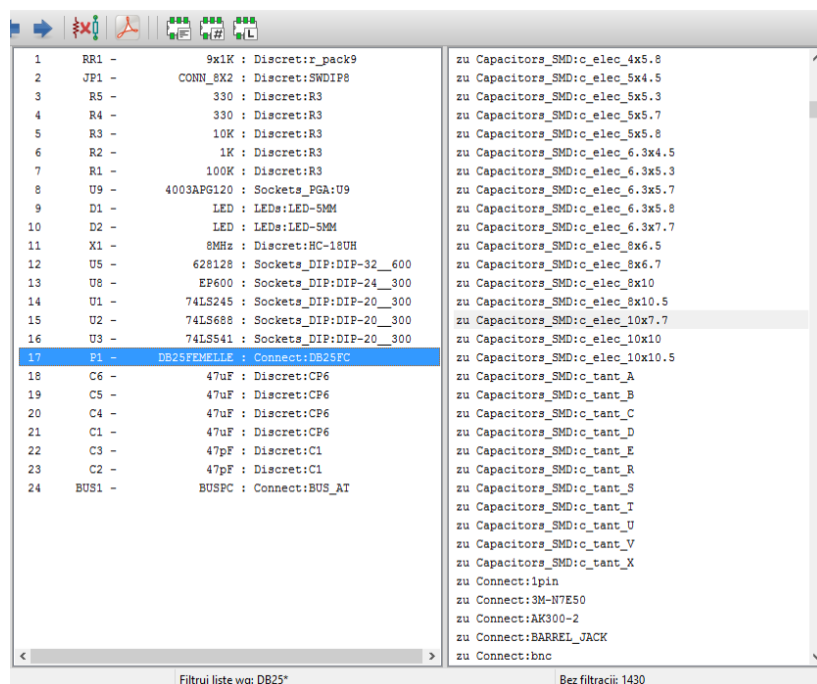 1 RR1 - 9x1K : Discret:r_pack9
2 JP1 - CONN_8X2 : Discret:SWDIP8
3 R5 - 330 : Discret:R3
4 R4 - 330 : Discret:R3
5 R3 - 10K : Discret:R3
6 R2 - 1K : Discret:R3
7 R1 - 100K : Discret:R3
8 U9 - 4003APG120 : Sockets_PGA:U9
9 D1 - LED : LEDs:LED-5MM
10 D2 - LED : LEDs:LED-5MM
11 X1 - 8MHz : Discret:HC-18UH
12 U5 - 628128 : Sockets_DIP:DIP-32__600
13 U8 - EP600 : Sockets_DIP:DIP-24__300
14 U1 - 74LS245 : Sockets_DIP:DIP-20__300
15 U2 - 74LS688 : Sockets_DIP:DIP-20__300
16 U3 - 74LS541 : Sockets_DIP:DIP-20__300
17 P1 - DB25FEMELLE : Connect:DB25FC
18 C6 - 47uF : Discret:CP6
19 C5 - 47uF : Discret:CP6
20 C4 - 47uF : Discret:CP6
21 C1 - 47uF : Discret:CP6
22 C3 - 47pF : Discret:C1
23 C2 - 47pF : Discret:C1
24 BUS1 - BUSPC : Connect:BUS_AT
zu Capacitors_SMD:c_elec_4x5.8
zu Capacitors_SMD:c_elec_5x4.5
zu Capacitors_SMD:c_elec_5x5.3
zu Capacitors_SMD:c_elec_5x5.7
zu Capacitors_SMD:c_elec_5x5.8
zu Capacitors_SMD:c_elec_6.3x4.5
zu Capacitors_SMD:c_elec_6.3x5.3
zu Capacitors_SMD:c_elec_6.3x5.7
zu Capacitors_SMD:c_elec_6.3x5.8
zu Capacitors_SMD:c_elec_6.3x7.7
zu Capacitors_SMD:c_elec_8x6.5
zu Capacitors_SMD:c_elec_8x6.7
zu Capacitors_SMD:c_elec_8x10
zu Capacitors_SMD:c_elec_8x10.5
zu Capacitors_SMD:c_elec_10x7.7
zu Capacitors_SMD:c_elec_10x10
zu Capacitors_SMD:c_elec_10x10.5
zu Capacitors_SMD:c_tant_A
zu Capacitors_SMD:c_tant_B
zu Capacitors_SMD:c_tant_C
zu Capacitors_SMD:c_tant_D
zu Capacitors_SMD:c_tant_E
zu Capacitors_SMD:c_tant_R
zu Capacitors_SMD:c_tant_S
zu Capacitors_SMD:c_tant_T
zu Capacitors_SMD:c_tant_U
zu Capacitors_SMD:c_tant_V
zu Capacitors_SMD:c_tant_X
zu Connect:1pin
zu Connect:3M-N7E50
zu Connect:AK300-2
zu Connect:BARREL_JACK
zu Connect:bnc
Filtruj listę wg: DB25*
Bez filtracji: 1430